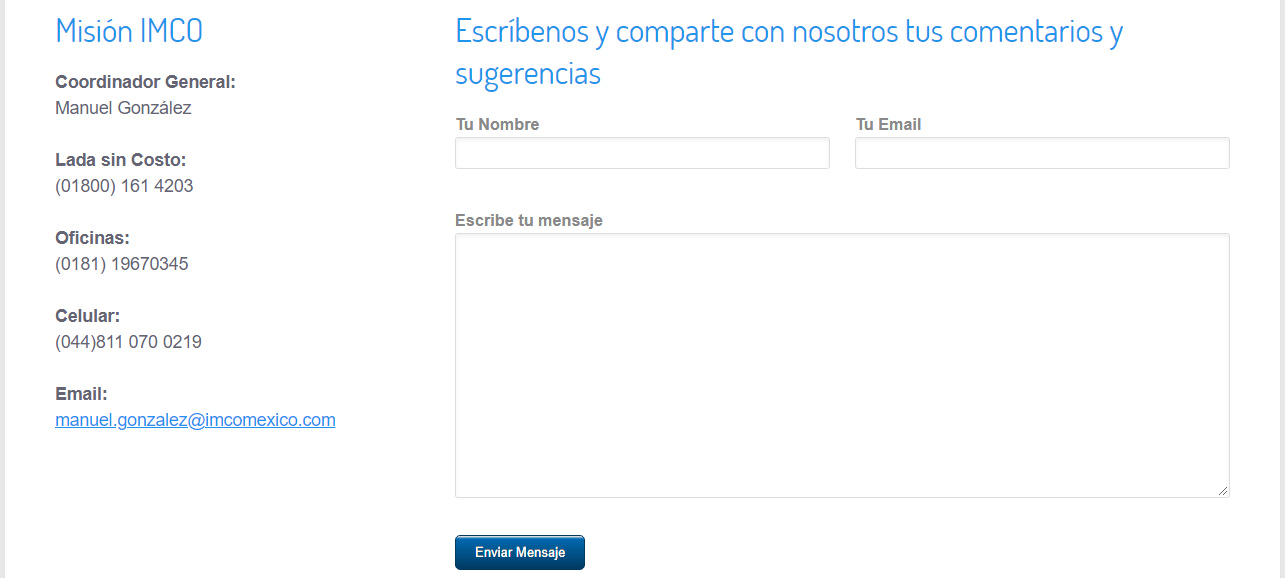 Misión IMCO
Coordinador General:
Manuel González
Lada sin Costo:
(01800) 161 4203
Oficinas:
(0181) 19670345
Celular:
(044)811 070 0219
Email:
manuel.gonzalez@imcomexico.com
Escríbenos y comparte con nosotros tus comentarios y
sugerencias
Tu Nombre
Tu Email
Escribe tu mensaje
Enviar Mensaje